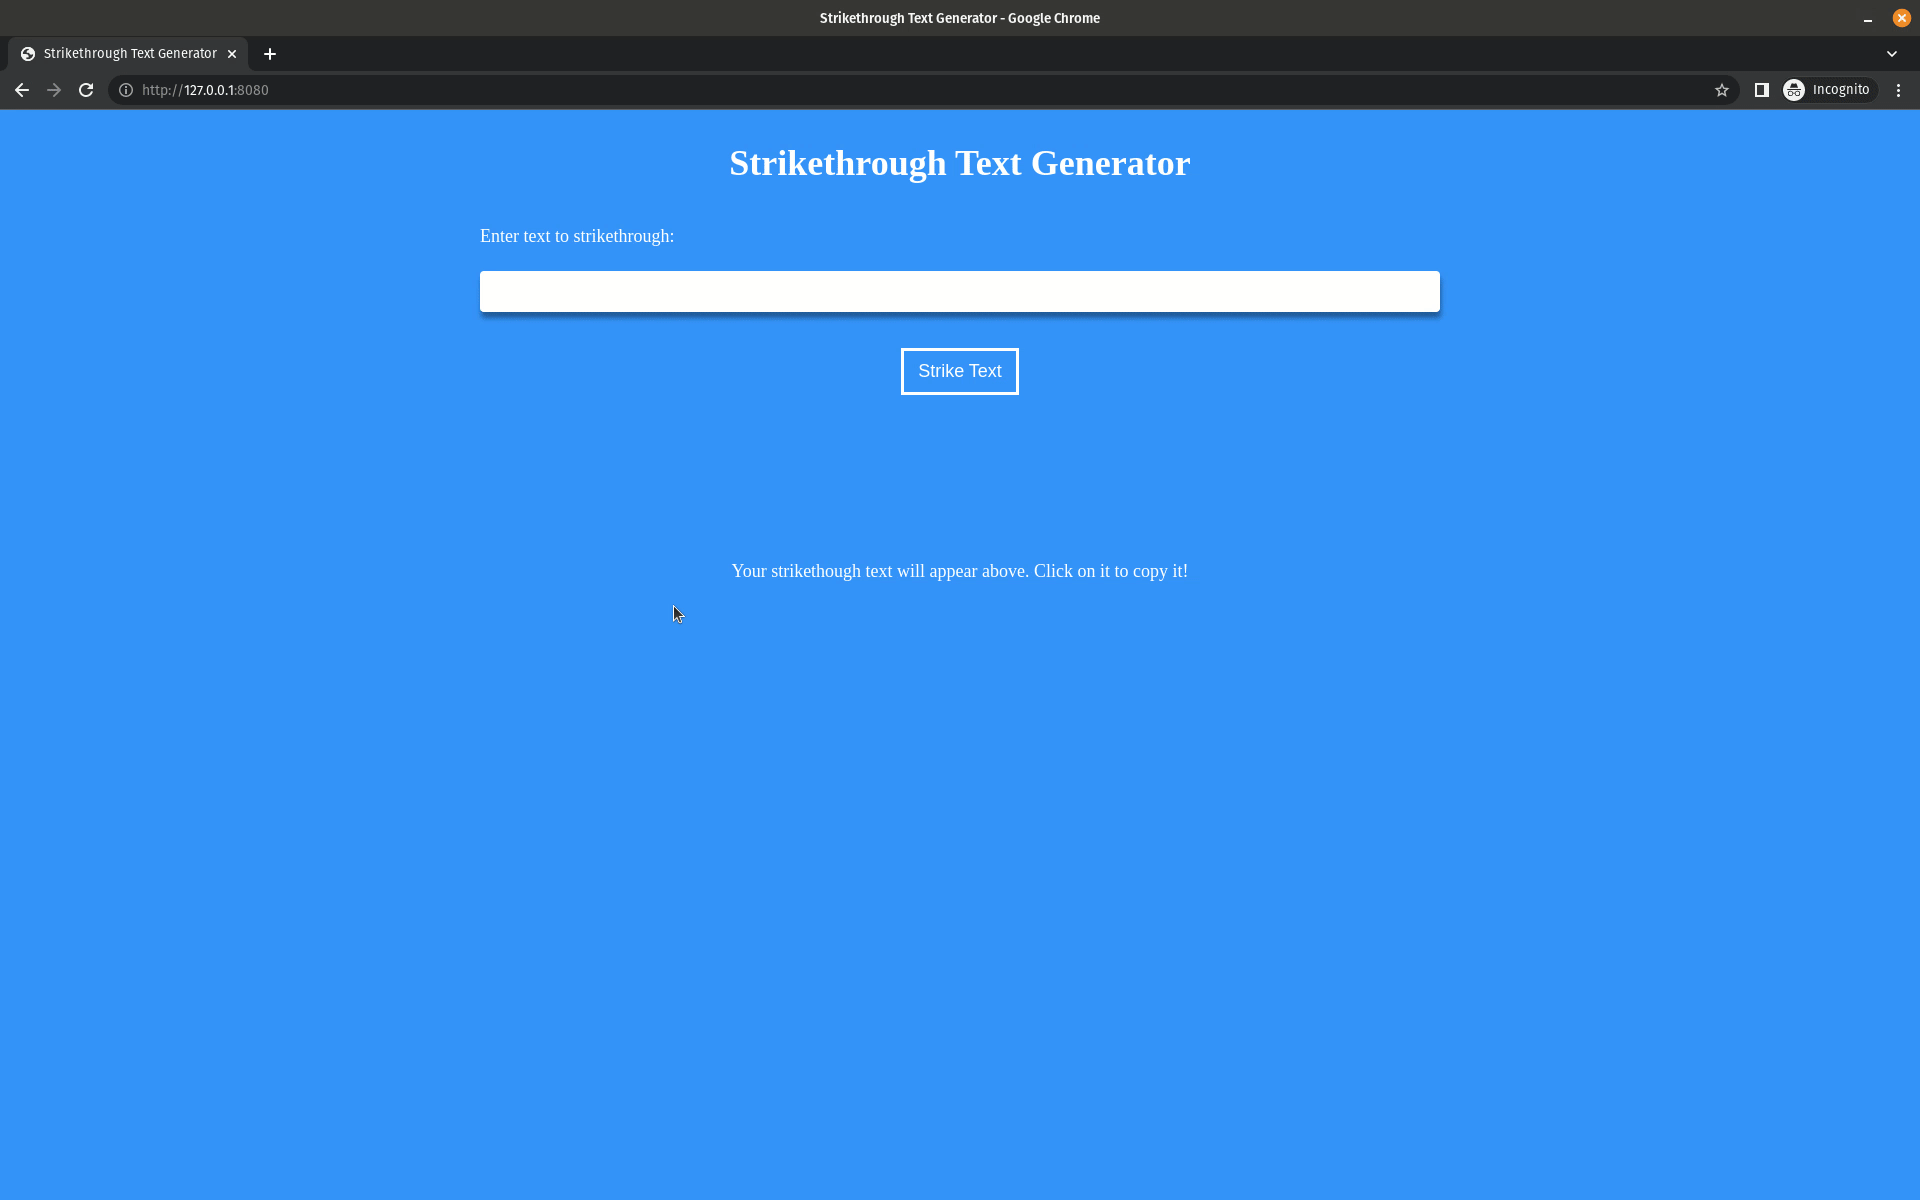 Strikethrough Text Generator - Google Chrome
Strikethrough Text Generator
http://127.0.0.1:8080
Incognito
Strikethrough Text Generator
Enter text to strikethrough:
Strike Text
Your strikethough text will appear above. Click on it to copy it!